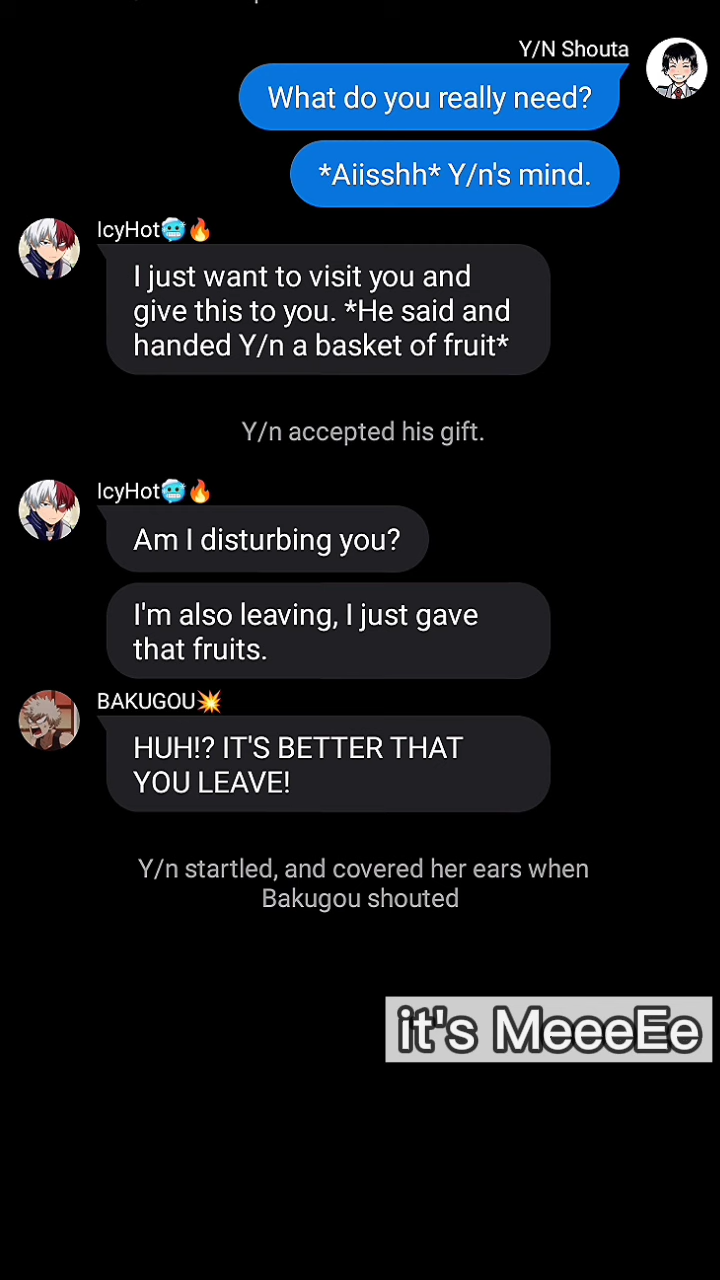 Y/N Shouta
What do you really need?
*Aiisshh* Y/n's mind.
IcyHot🥶🔥
I just want to visit you and
give this to you. *He said and
handed Y/n a basket of fruit*
Y/n accepted his gift.
IcyHot🥶🔥
Am I disturbing you?
I'm also leaving, I just gave
that fruits.
BAKUGOU💥
HUH!? IT'S BETTER THAT
YOU LEAVE!
Y/n startled, and covered her ears when
Bakugou shouted
it's MeeeEe